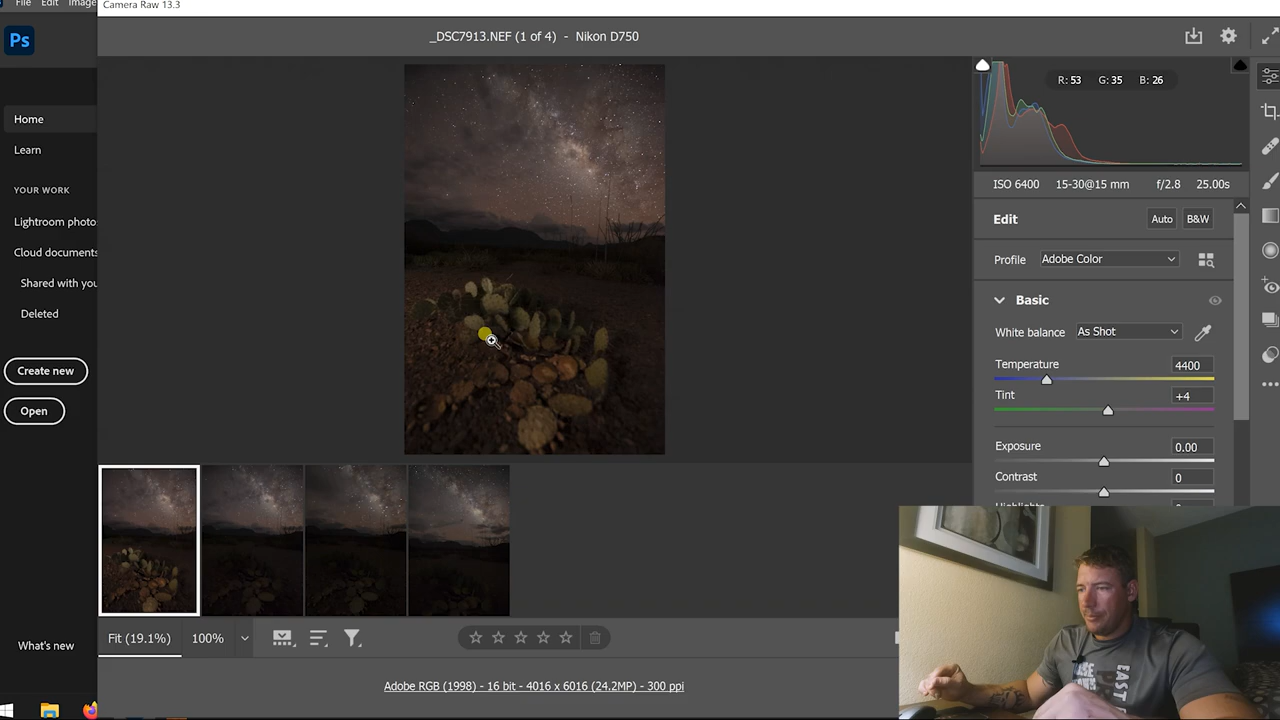 File Edit Image
Camera Raw 13.3
Ps
_DSC7913.NEF (1 of 4) - Nikon D750
R: 53 G: 35 B: 26
Home
Learn
YOUR WORK
Lightroom photo
Cloud documents
Shared with you
Deleted
Create new
Open
What's new
ISO 6400 15-30@15 mm f/2.8 25.00s
Edit Auto B&W
Profile Adobe Color
Basic
White balance As Shot
Temperature 4400
Tint +4
Exposure 0.00
Contrast 0
Fit (19.1%) 100%
Adobe RGB (1998) - 16 bit - 4016 x 6016 (24.2MP) - 300 ppi
EAST